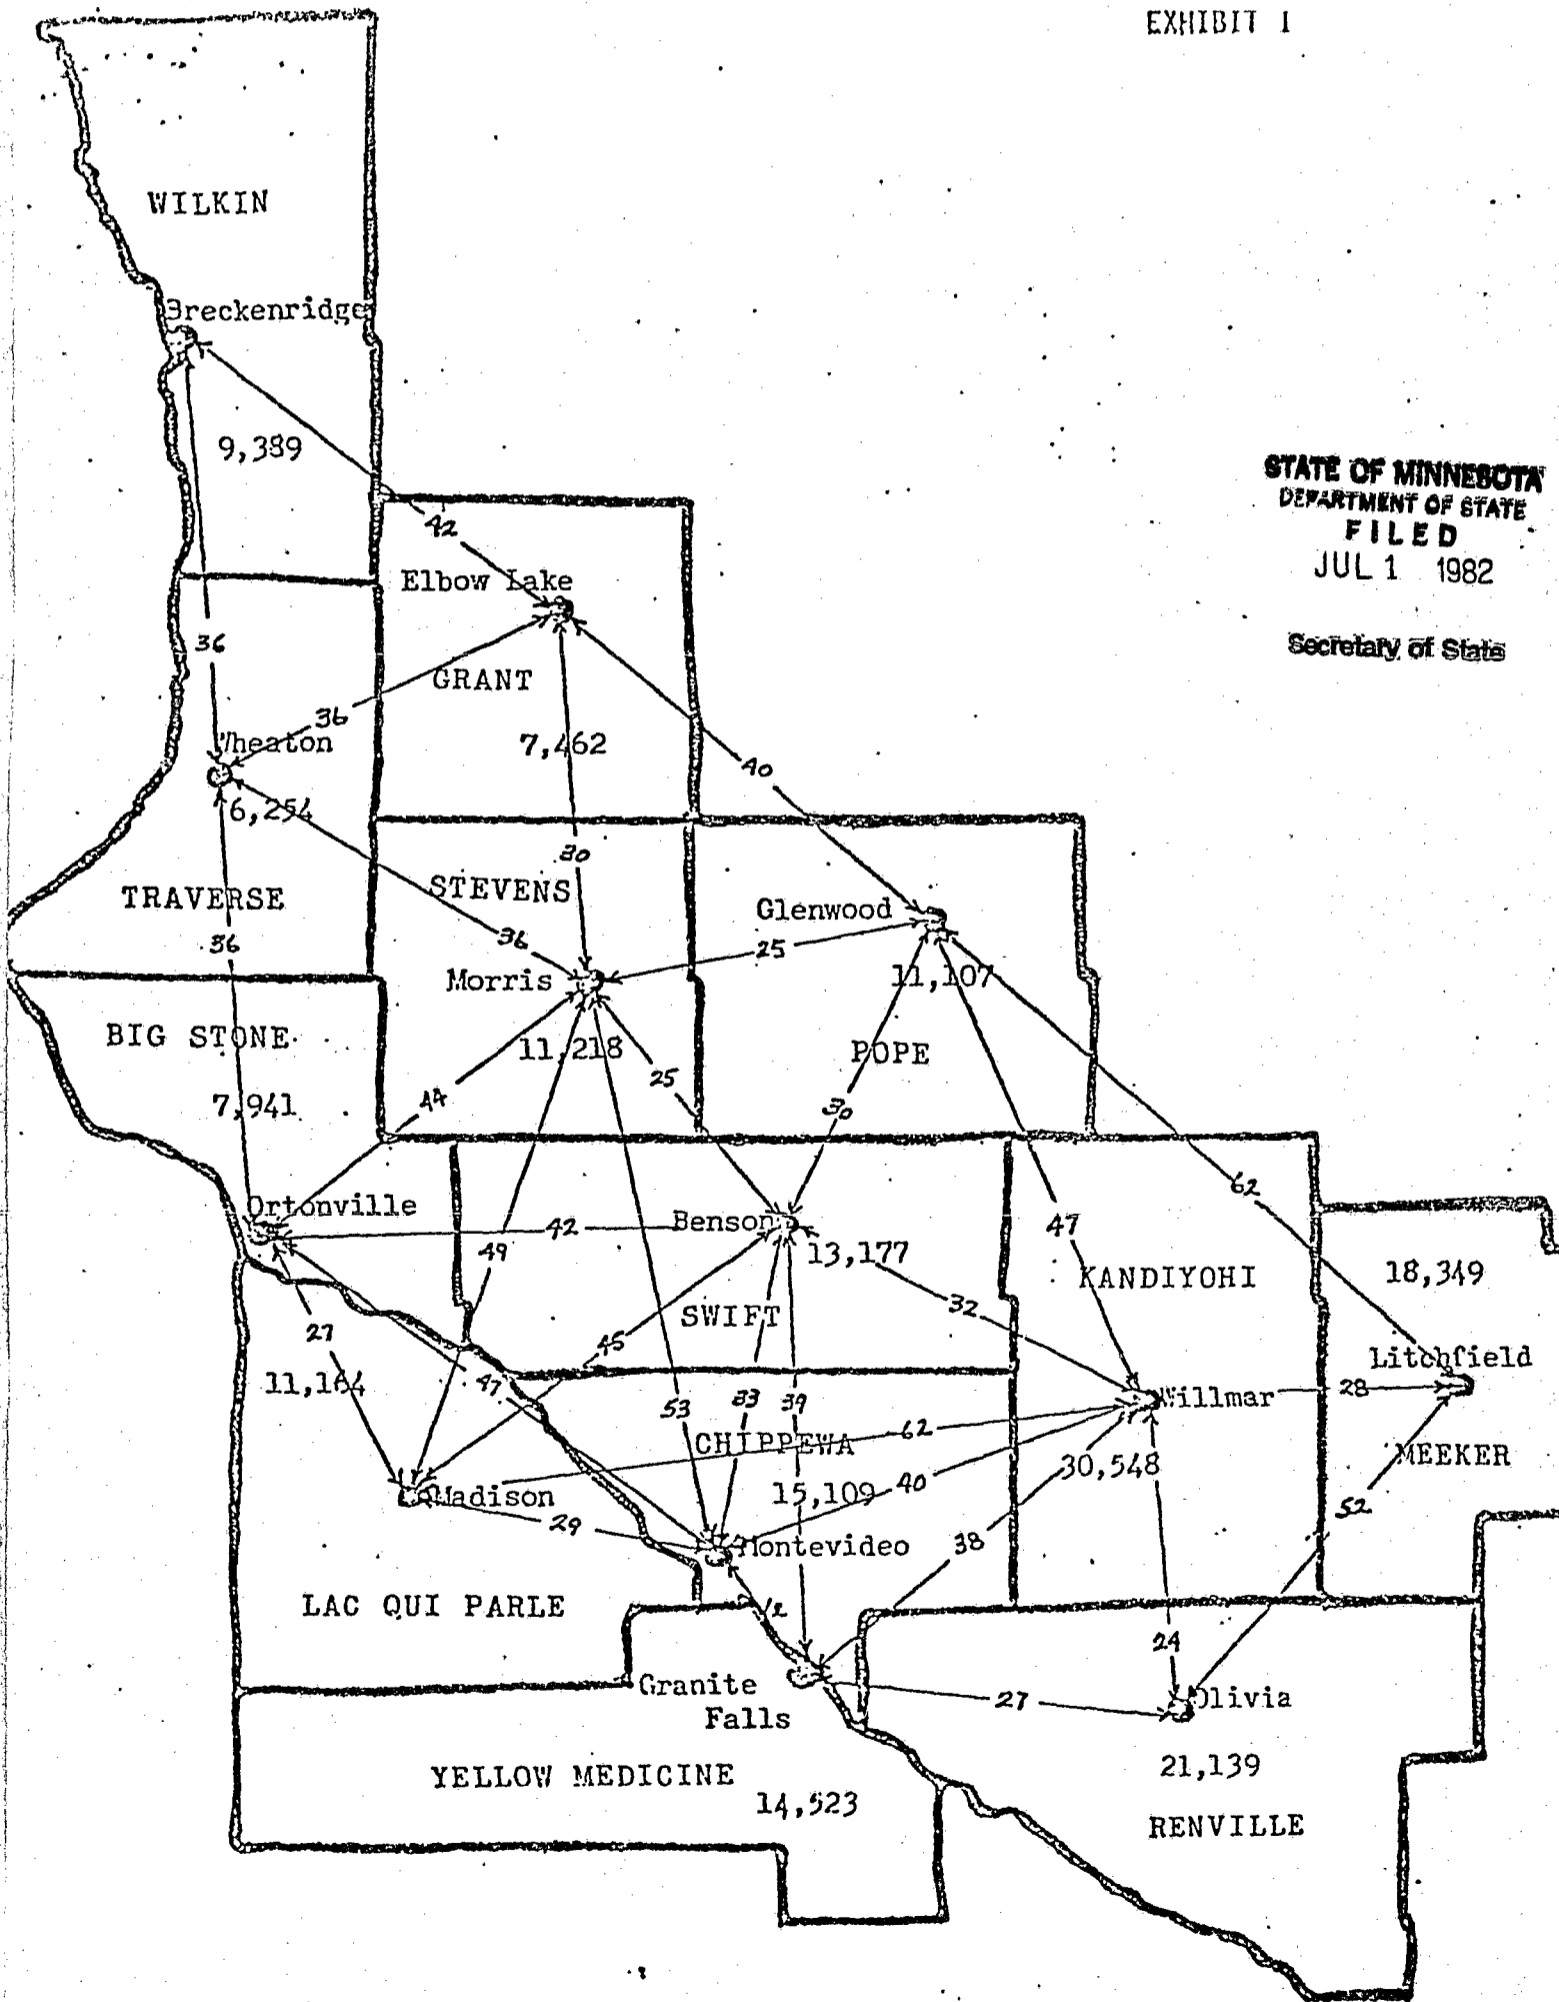 EXHIBIT 1
WILKIN
Breckenridge
9,389
STATE OF MINNESOTA
DEPARTMENT OF STATE
FILED
JUL 1 1982
Secretary of State
42
Elbow Lake
36
GRANT
36
Wheaton
7,462
40
6,254
30
TRAVERSE
STEVENS
Glenwood
36
36
25
Morris
11,107
BIG STONE
11,218
POPE
25
7,941
44
30
62
Ortonville
42
Benson
47
49
13,177
KANDIYOHI
18,349
32
SWIFT
27
45
Litchfield
11,164
47
28
Willmar
53
33
39
62
CHIPPEWA
MEEKER
30,548
15,109
40
Madison
52
29
38
Montevideo
LAC QUI PARLE
12
24
Granite
Falls
27
Olivia
YELLOW MEDICINE
21,139
14,523
RENVILLE